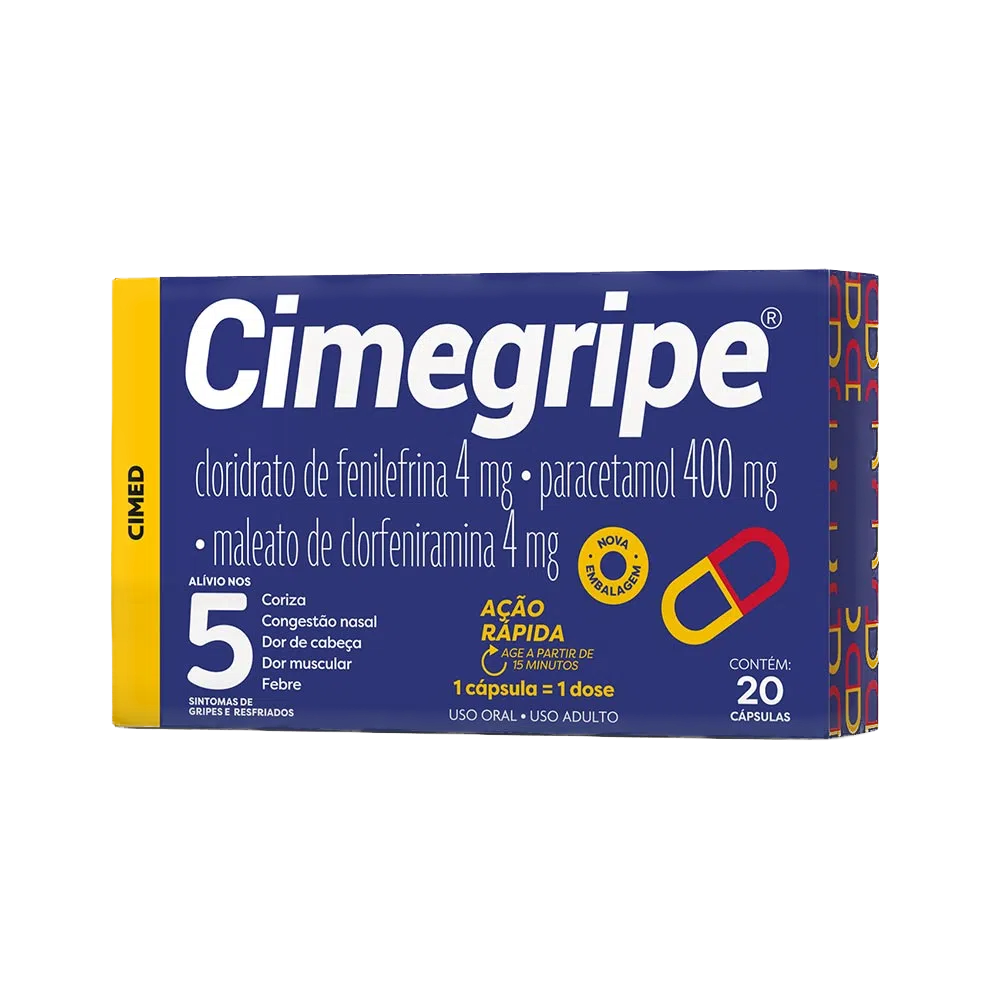 CIMED
Cimegripe®
cloridrato de fenilefrina 4 mg • paracetamol 400 mg
• maleato de clorfeniramina 4 mg
ALÍVIO NOS
5
SINTOMAS DE
GRIPES E RESFRIADOS
Coriza
Congestão nasal
Dor de cabeça
Dor muscular
Febre
AÇÃO
RÁPIDA
AGE A PARTIR DE
15 MINUTOS
1 cápsula = 1 dose
USO ORAL • USO ADULTO
• NOVA •
EMBALAGEM
CONTÉM:
20
CÁPSULAS